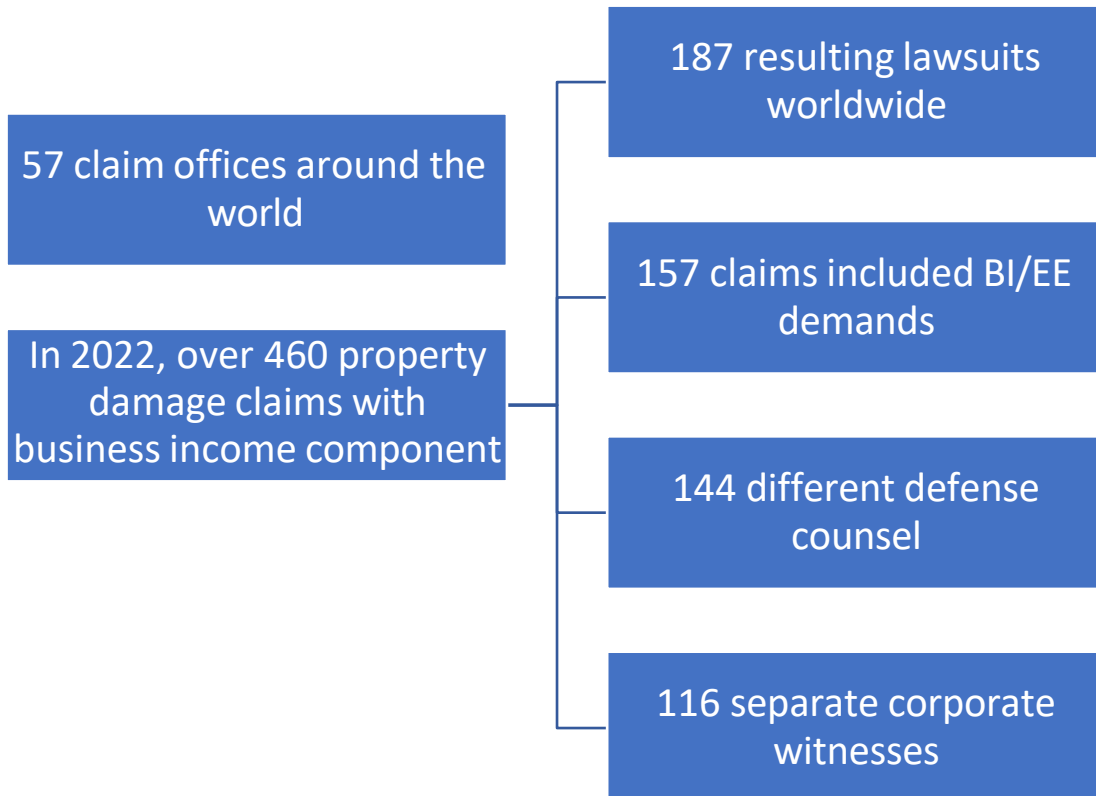 57 claim offices around the
world
In 2022, over 460 property
damage claims with
business income component
187 resulting lawsuits
worldwide
157 claims included BI/EE
demands
144 different defense
counsel
116 separate corporate
witnesses